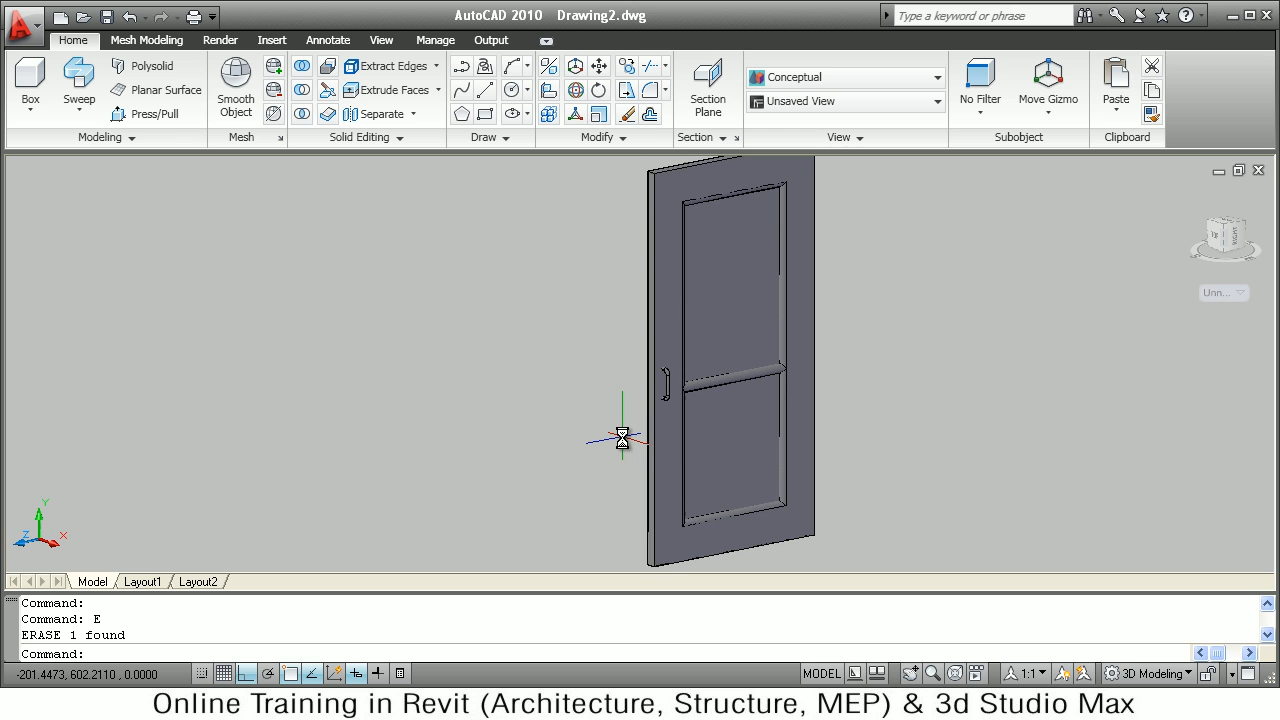 AutoCAD 2010 Drawing2.dwg
Type a keyword or phrase
Home Mesh Modeling Render Insert Annotate View Manage Output
Box
Sweep
Polysolid
Planar Surface
Press/Pull
Smooth
Object
Extract Edges
Extrude Faces
Separate
Section
Plane
Conceptual
Unsaved View
No Filter
Move Gizmo
Paste
Modeling Mesh Solid Editing Draw Modify Section View Subobject Clipboard
RIGHT
Unn...
Y
Z
X
Model Layout1 Layout2
Command:
Command: E
ERASE 1 found
Command:
-201.4473, 602.2110 , 0.0000
MODEL
1:1
3D Modeling
Online Training in Revit (Architecture, Structure, MEP) & 3d Studio Max